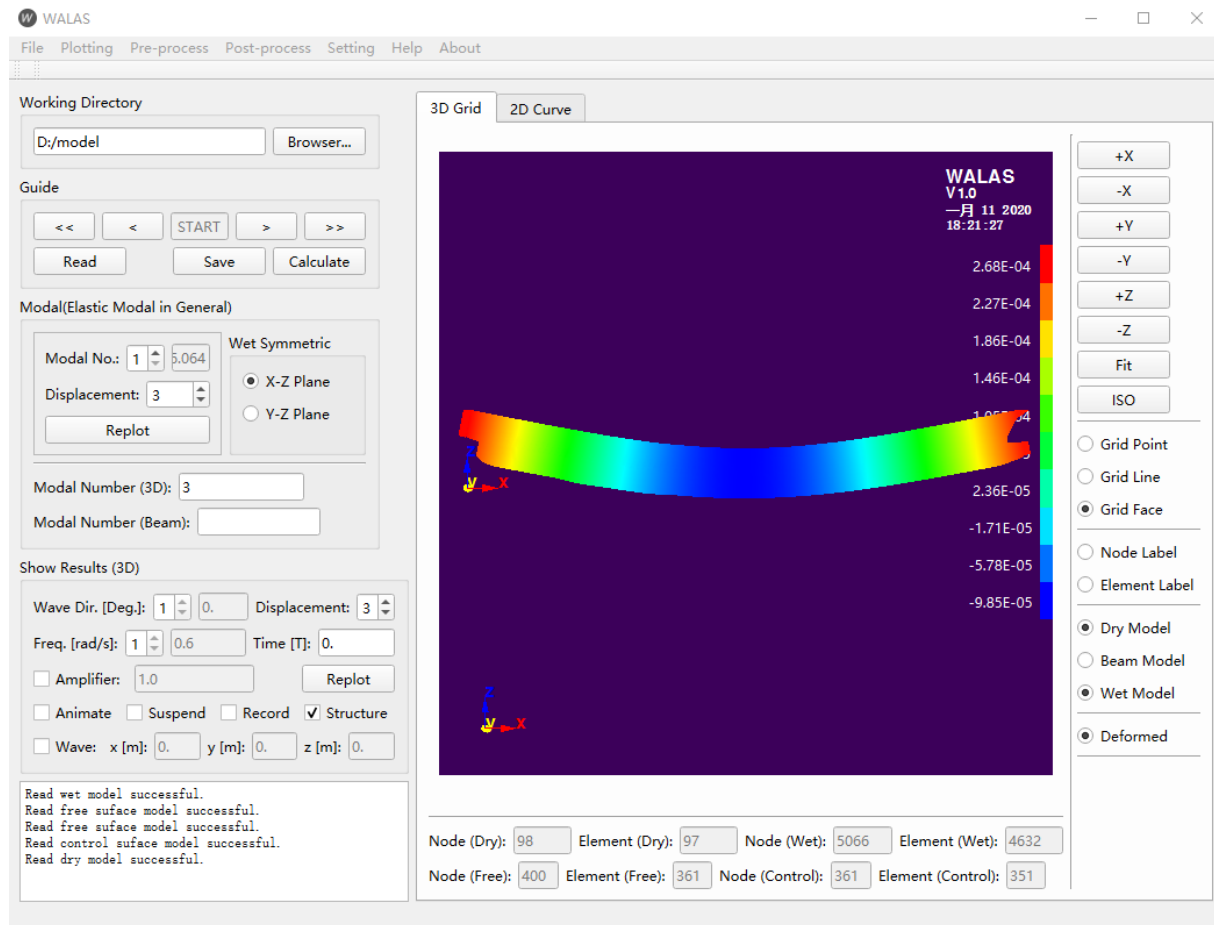 WALAS
File Plotting Pre-process Post-process Setting Help About
Working Directory
D:/model Browser...
Guide
<< < START > >>
Read Save Calculate
Modal(Elastic Modal in General)
Modal No.: 1 5.064
Displacement: 3
Replot
Wet Symmetric
X-Z Plane
Y-Z Plane
Modal Number (3D): 3
Modal Number (Beam):
Show Results (3D)
Wave Dir. [Deg.]: 1 0. Displacement: 3
Freq. [rad/s]: 1 0.6 Time [T]: 0.
Amplifier: 1.0 Replot
Animate Suspend Record Structure
Wave: x [m]: 0. y [m]: 0. z [m]: 0.
Read wet model successful.
Read free suface model successful.
Read free suface model successful.
Read control suface model successful.
Read dry model successful.
3D Grid 2D Curve
WALAS
V 1.0
一月 11 2020
18:21:27
2.68E-04
2.27E-04
1.86E-04
1.46E-04
2.36E-05
-1.71E-05
-5.78E-05
-9.85E-05
Z
Y X
Z
Y X
+X
-X
+Y
-Y
+Z
-Z
Fit
ISO
Grid Point
Grid Line
Grid Face
Node Label
Element Label
Dry Model
Beam Model
Wet Model
Deformed
Node (Dry): 98 Element (Dry): 97 Node (Wet): 5066 Element (Wet): 4632
Node (Free): 400 Element (Free): 361 Node (Control): 361 Element (Control): 351